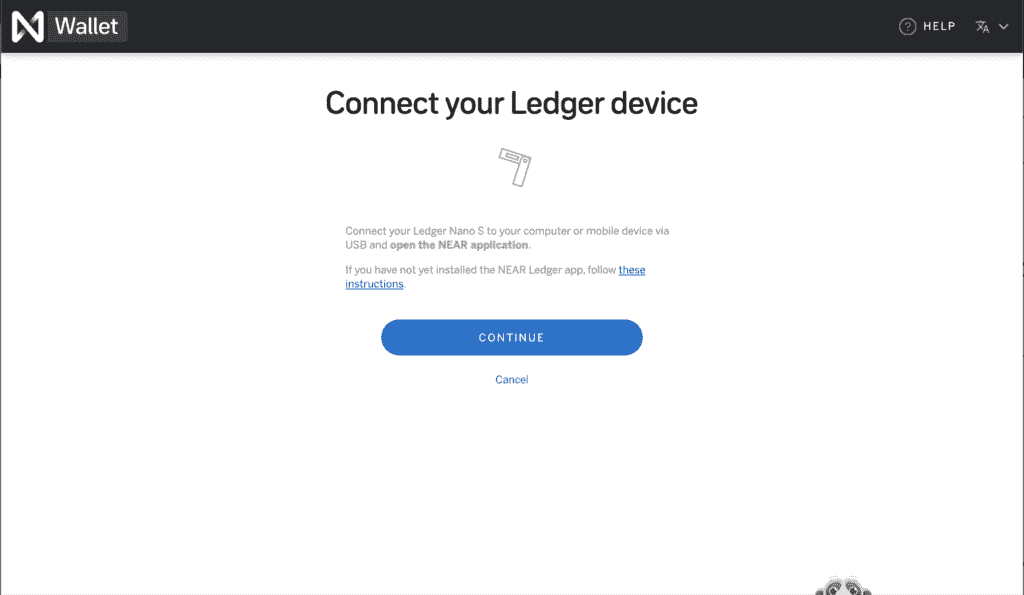 Wallet
? HELP
Connect your Ledger device
Connect your Ledger Nano S to your computer or mobile device via
USB and open the NEAR application.
If you have not yet installed the NEAR Ledger app, follow these
instructions.
CONTINUE
Cancel